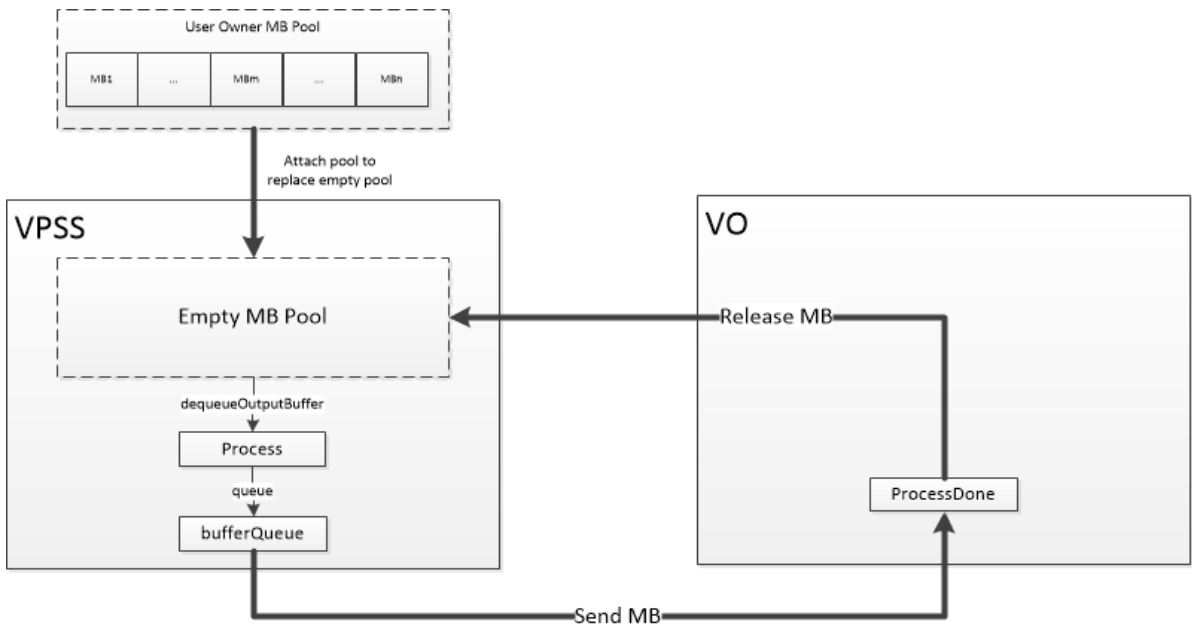 User Owner MB Pool
MB1
...
MBm
...
MBn
Attach pool to
replace empty pool
VPSS
VO
Empty MB Pool
Release MB
dequeueOutputBuffer
Process
queue
bufferQueue
ProcessDone
Send MB